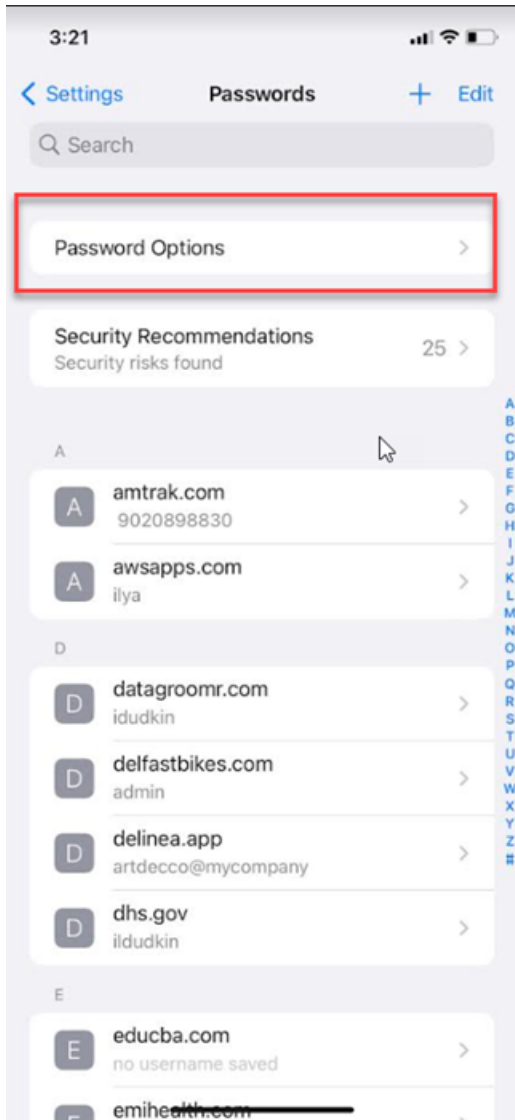 3:21
Settings
Passwords
Edit
Search
Password Options
Security Recommendations
25
Security risks found
A
A
amtrak.com
9020898830
A
awsapps.com
ilya
D
D
datagroomr.com
idudkin
D
delfastbikes.com
admin
D
delinea.app
artdecco@mycompany
D
dhs.gov
ildudkin
E
E
educba.com
no username saved
E
emihealth.com
A
B
C
D
E
F
G
H
I
J
K
L
M
N
O
P
Q
R
S
T
U
V
W
X
Y
Z
#